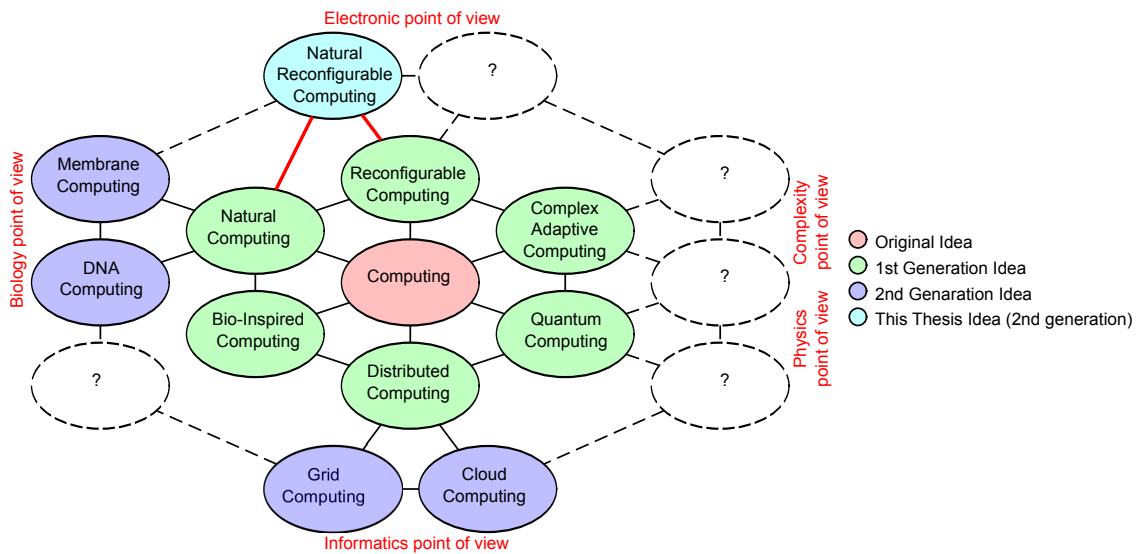 Electronic point of view
Natural
Reconfigurable
Computing
?
Membrane
Computing
Reconfigurable
Computing
?
Biology point of view
Natural
Computing
Complex
Adaptive
Computing
Complexity
point of view
DNA
Computing
Computing
?
Bio-Inspired
Computing
Quantum
Computing
Physics
point of view
?
Distributed
Computing
?
Grid
Computing
Cloud
Computing
Informatics point of view
Original Idea
1st Generation Idea
2nd Genaration Idea
This Thesis Idea (2nd generation)